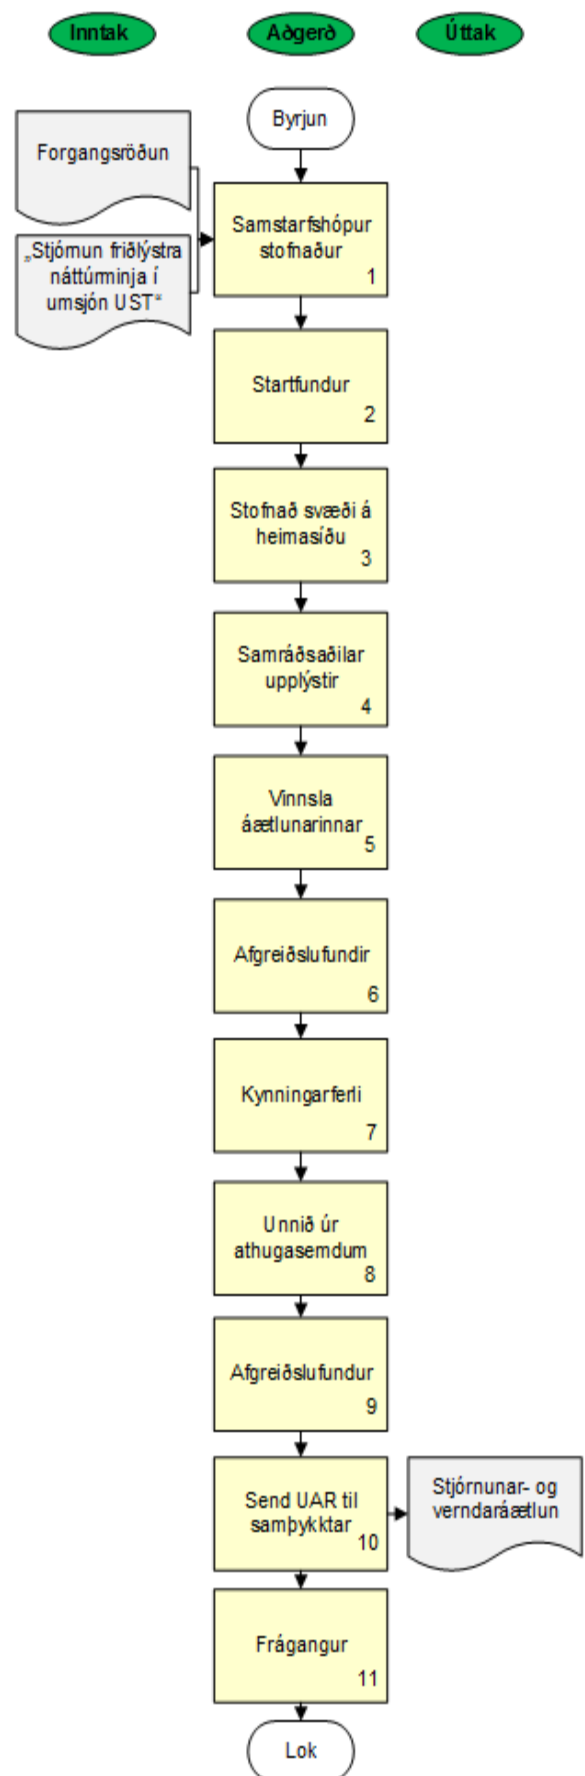 Inntak
Aðgerð
Úttak
Byrjun
Forgangsröðun
„Stjórnun friðlýstra
náttúrminja í
umsjón UST“
Samstarfshópur
stofnaður
1
Startfundur
2
Stofnað svæði á
heimasíðu
3
Samráðsaðilar
upplýstir
4
Vinnsla
áætlunarinnar
5
Afgreiðslufundir
6
Kynningarferli
7
Unnið úr
athugasemdum
8
Afgreiðslufundur
9
Send UAR til
samþykktar
10
Stjórnunar- og
verndaráætlun
Frágangur
11
Lok